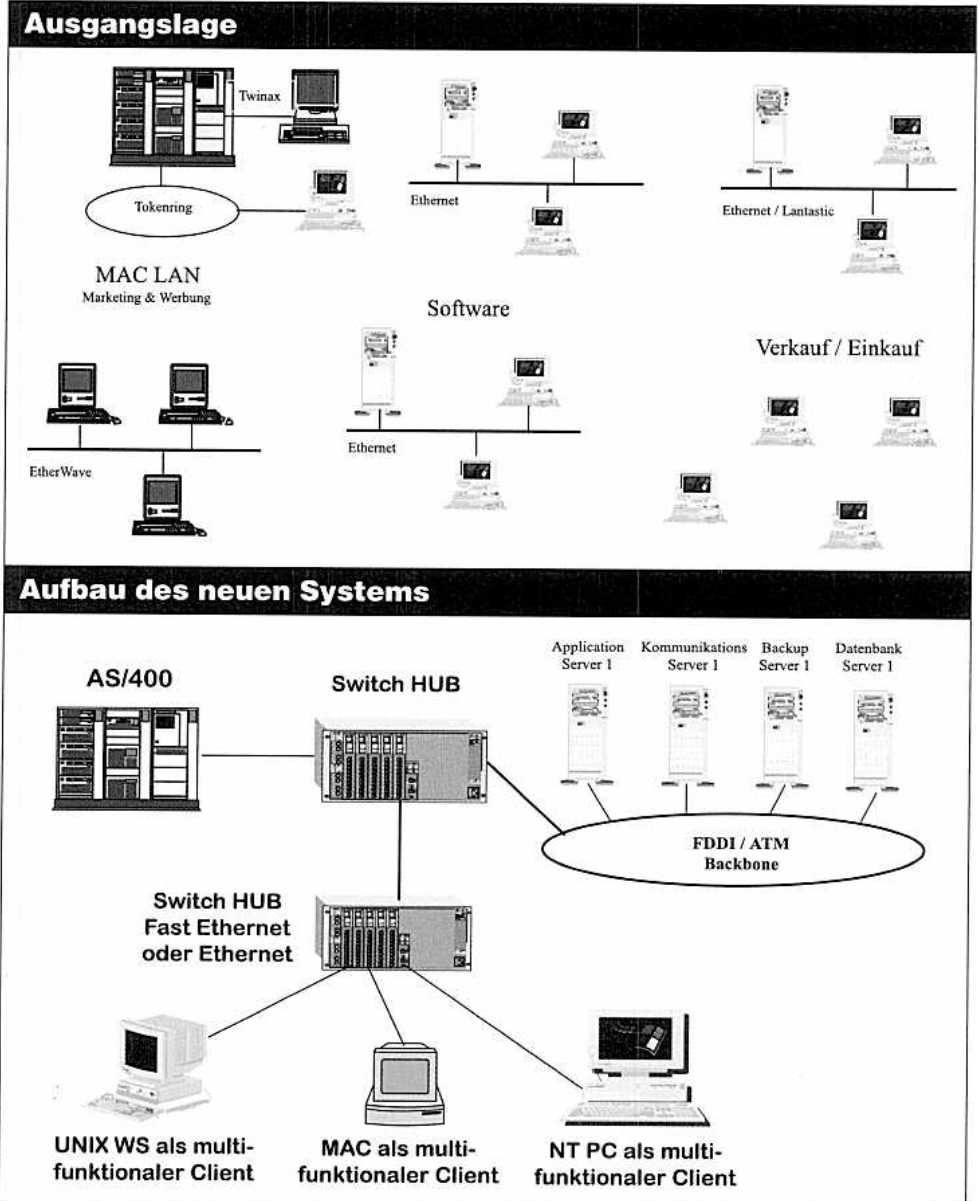 Ausgangslage
Twinax
Tokenring
Ethernet
Ethernet / Lantastic
MAC LAN
Marketing & Werbung
Software
Verkauf / Einkauf
EtherWave
Ethernet
Aufbau des neuen Systems
AS/400
Switch HUB
Application
Server 1
Kommunikations
Server 1
Backup
Server 1
Datenbank
Server 1
FDDI / ATM
Backbone
Switch HUB
Fast Ethernet
oder Ethernet
UNIX WS als multi-
funktionaler Client
MAC als multi-
funktionaler Client
NT PC als multi-
funktionaler Client